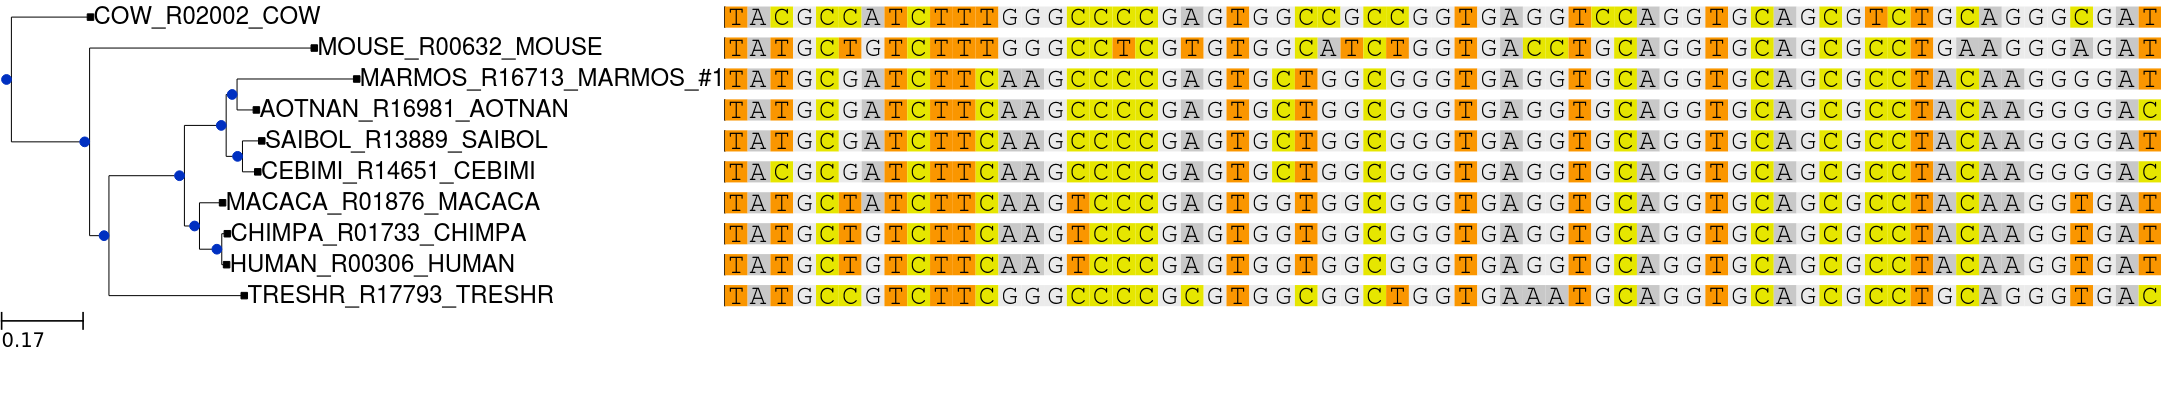 COW_R02002_COW TACGCCATCTTTGGGCCCCGAGTGGCCGCCGGTGAGGTCCAGGTGCAGCGTCTGCAGGGCGAT
MOUSE_R00632_MOUSE TATGCTGTCTTTGGGCCTCGTGTGGCATCTGGTGACCTGCAGGTGCAGCGCCTGAAGGGAGAT
MARMOS_R16713_MARMOS_#1 TATGCGATCTTCAAGCCCCGAGTGCTGGCGGGTGAGGTGCAGGTGCAGCGCCTACAAGGGGAT
AOTNAN_R16981_AOTNAN TATGCGATCTTCAAGCCCCGAGTGCTGGCGGGTGAGGTGCAGGTGCAGCGCCTACAAGGGGAC
SAIBOL_R13889_SAIBOL TATGCGATCTTCAAGCCCCGAGTGCTGGCGGGTGAGGTGCAGGTGCAGCGCCTACAAGGGGAT
CEBIMI_R14651_CEBIMI TACGCGATCTTCAAGCCCCGAGTGCTGGCGGGTGAGGTGCAGGTGCAGCGCCTACAAGGGGAC
MACACA_R01876_MACACA TATGCTATCTTCAAGTCCCGAGTGGTGGCGGGTGAGGTGCAGGTGCAGCGCCTACAAGGTGAT
CHIMPA_R01733_CHIMPA TATGCTGTCTTCAAGTCCCGAGTGGTGGCGGGTGAGGTGCAGGTGCAGCGCCTACAAGGTGAT
HUMAN_R00306_HUMAN TATGCTGTCTTCAAGTCCCGAGTGGTGGCGGGTGAGGTGCAGGTGCAGCGCCTACAAGGTGAT
TRESHR_R17793_TRESHR TATGCCGTCTTCGGGCCCCGCGTGGCGGCTGGTGAAATGCAGGTGCAGCGCCTGCAGGGTGAC
0.17